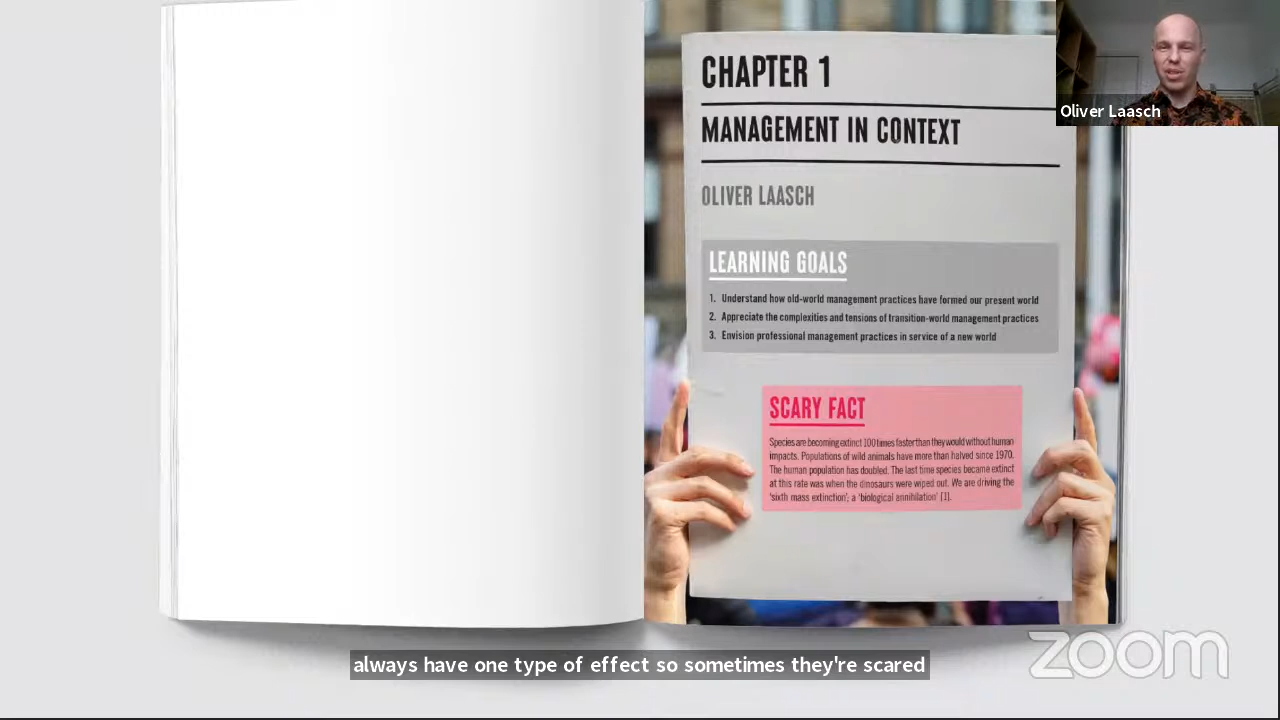 CHAPTER 1
MANAGEMENT IN CONTEXT
OLIVER LAASCH
LEARNING GOALS
1. Understand how old-world management practices have formed our present world
2. Appreciate the complexities and tensions of transition-world management practices
3. Envision professional management practices in service of a new world
SCARY FACT
Species are becoming extinct 100 times faster than they would without human
impacts. Populations of wild animals have more than halved since 1970.
The human population has doubled. The last time species became extinct
at this rate was when the dinosaurs were wiped out. We are driving the
'sixth mass extinction'; a 'biological annihilation' [1].
Oliver Laasch
always have one type of effect so sometimes they're scared
zoom